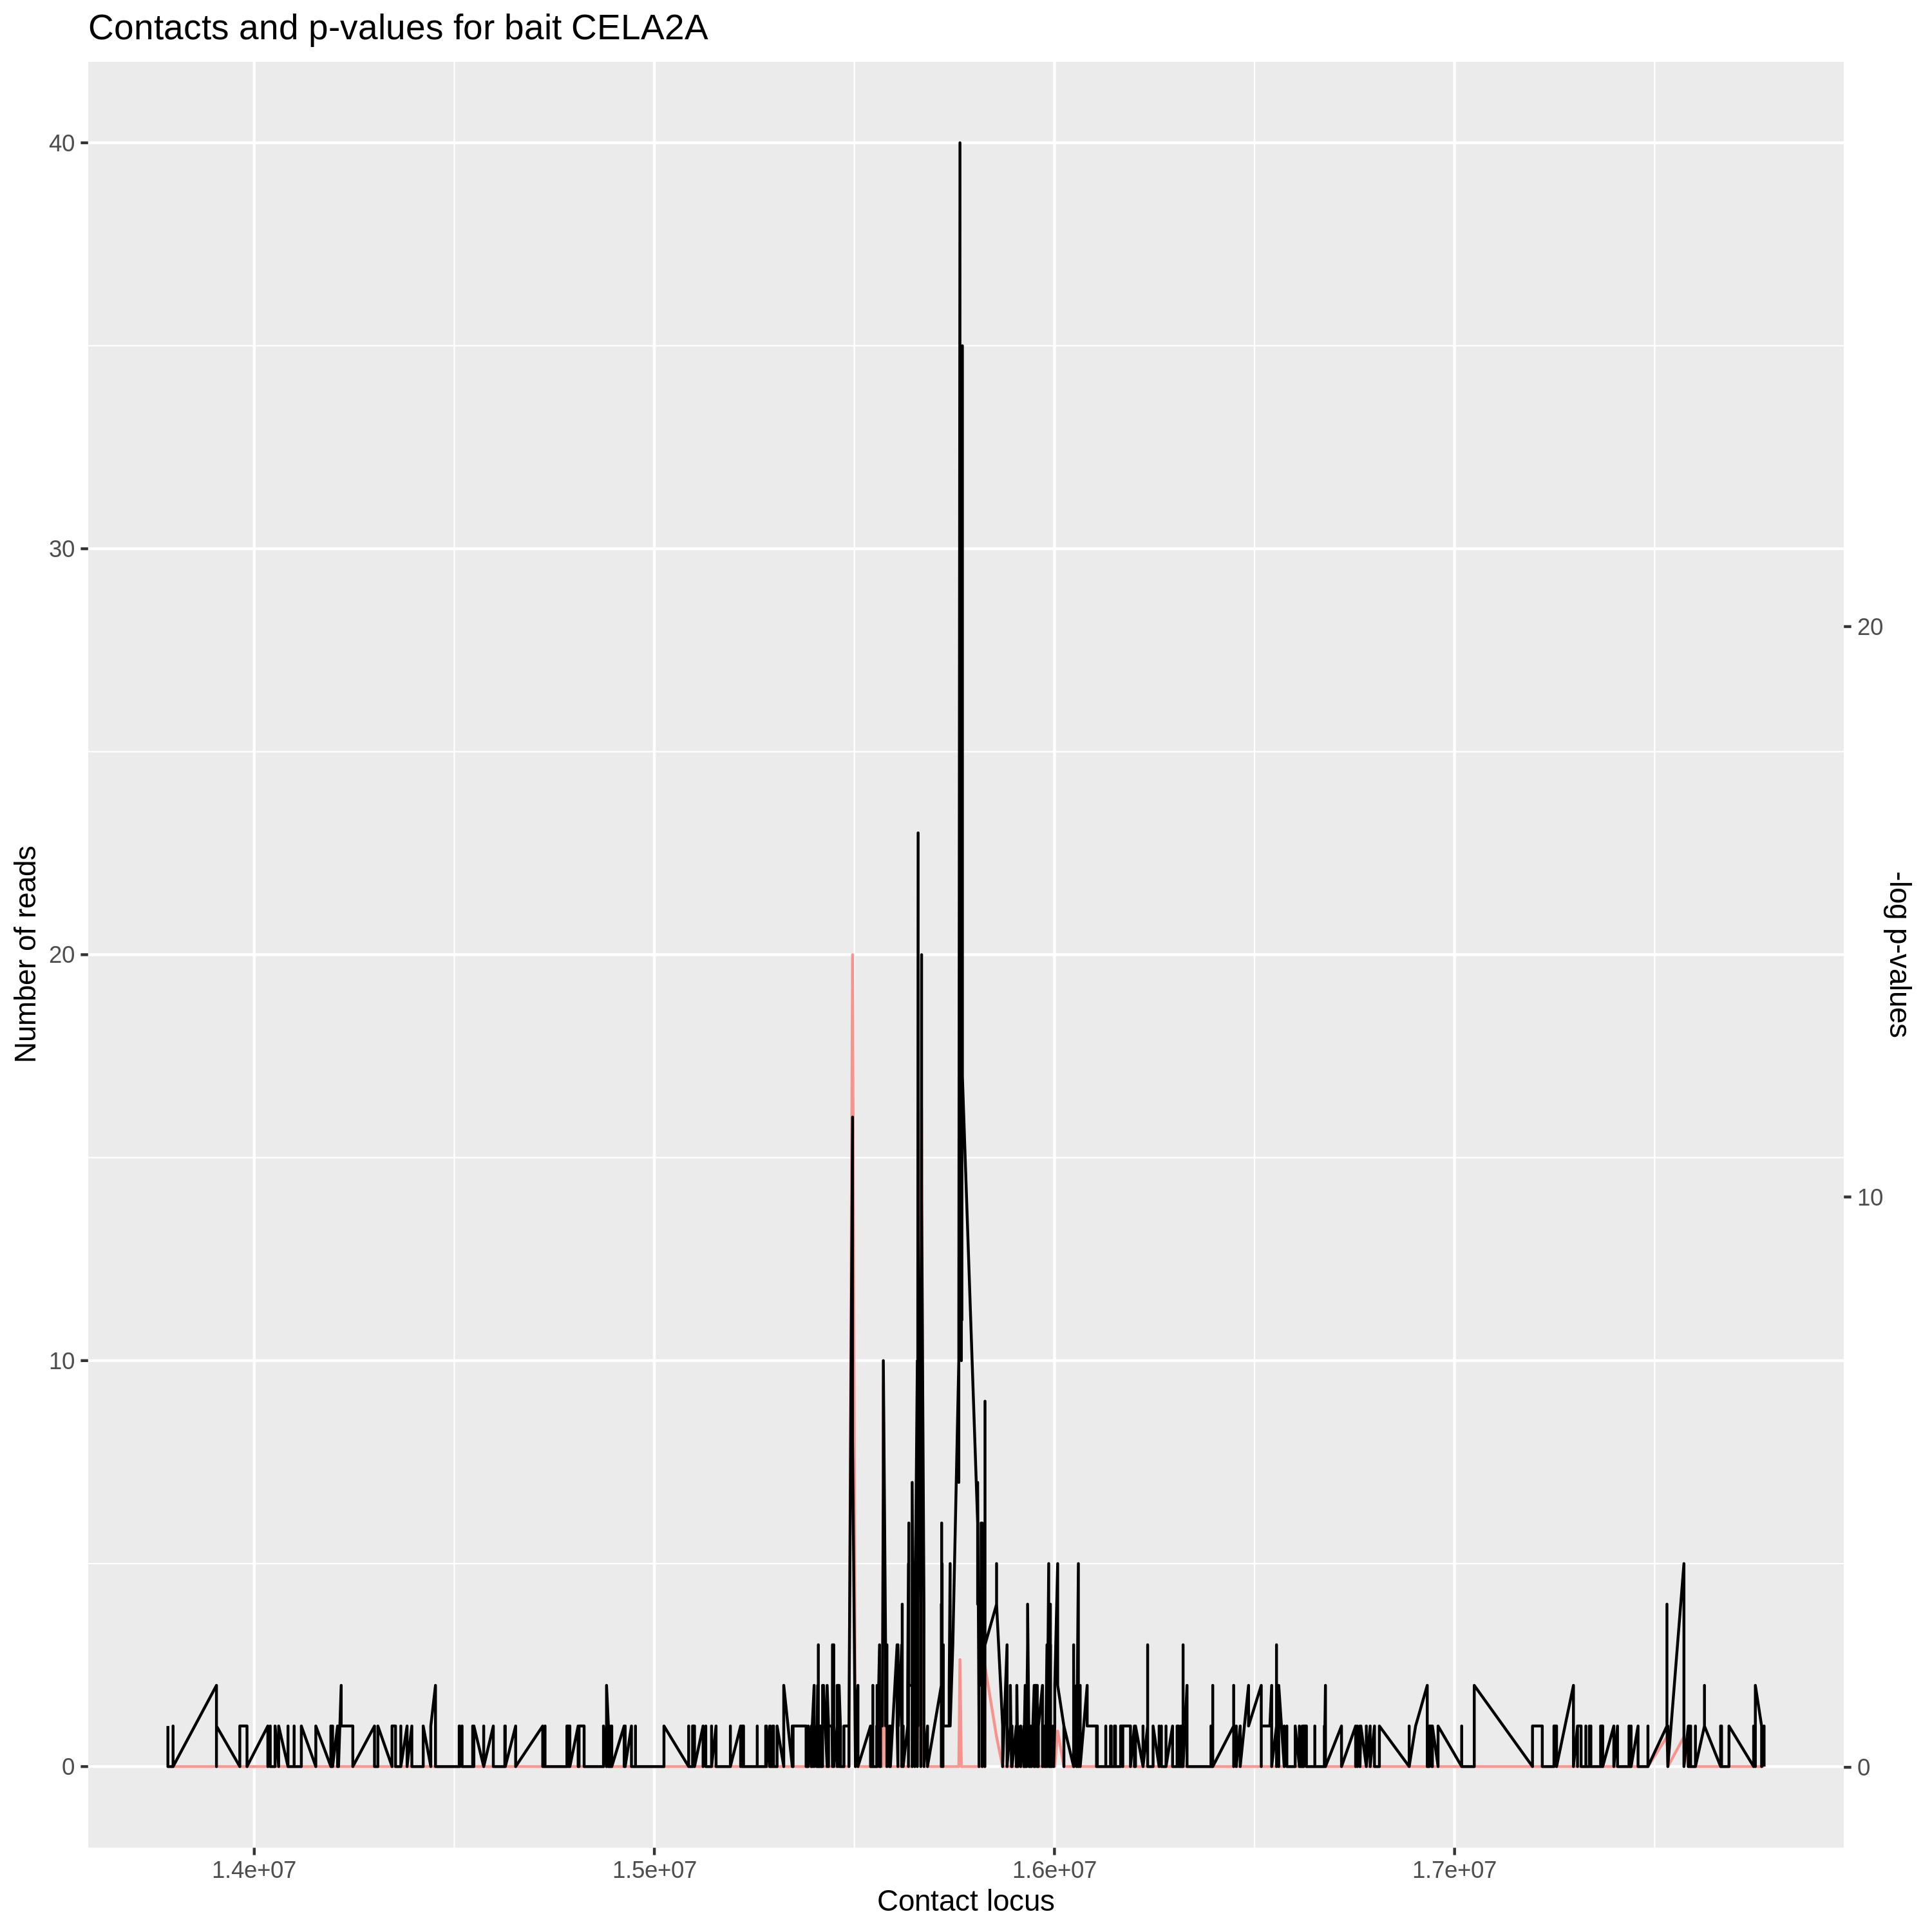 Contacts and p-values for bait CELA2A
40
30
20
10
0
20
10
0
Number of reads
-log p-values
1.4e+07
1.5e+07
1.6e+07
1.7e+07
Contact locus